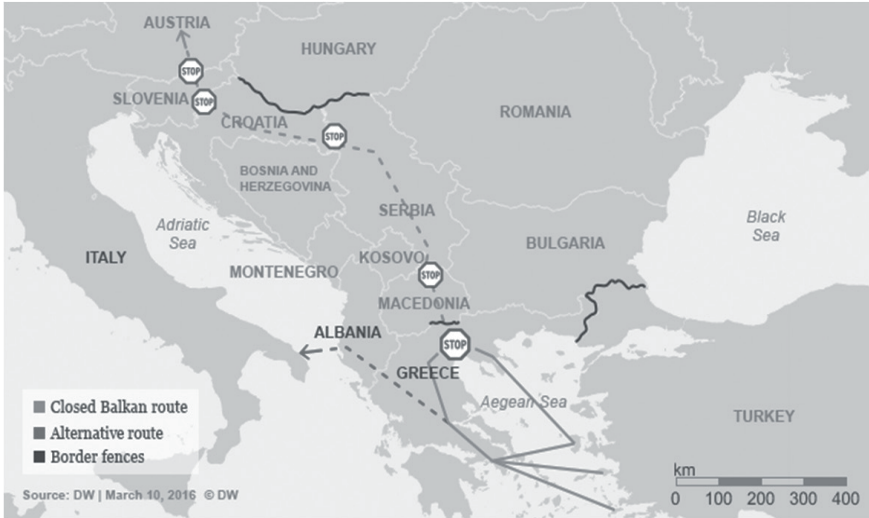 AUSTRIA
HUNGARY
STOP
SLOVENIA
STOP
CROATIA
STOP
ROMANIA
BOSNIA AND
HERZEGOVINA
SERBIA
Adriatic
Sea
Black
Sea
ITALY
KOSOVO
BULGARIA
MONTENEGRO
STOP
MACEDONIA
ALBANIA
STOP
GREECE
Aegean Sea
TURKEY
Closed Balkan route
Alternative route
Border fences
km
0 100 200 300 400
Source: DW | March 10, 2016 © DW